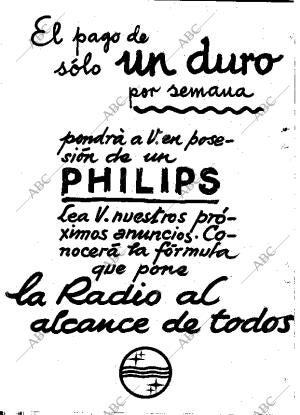 El pago de
sólo un duro
por semana
pondrà a V. en pose-
sión de un
PHILIPS
Lea V. nuestros pró-
ximos anuncios. Co-
nocerá la fórmula
que pone
la Radio al
alcance de todos